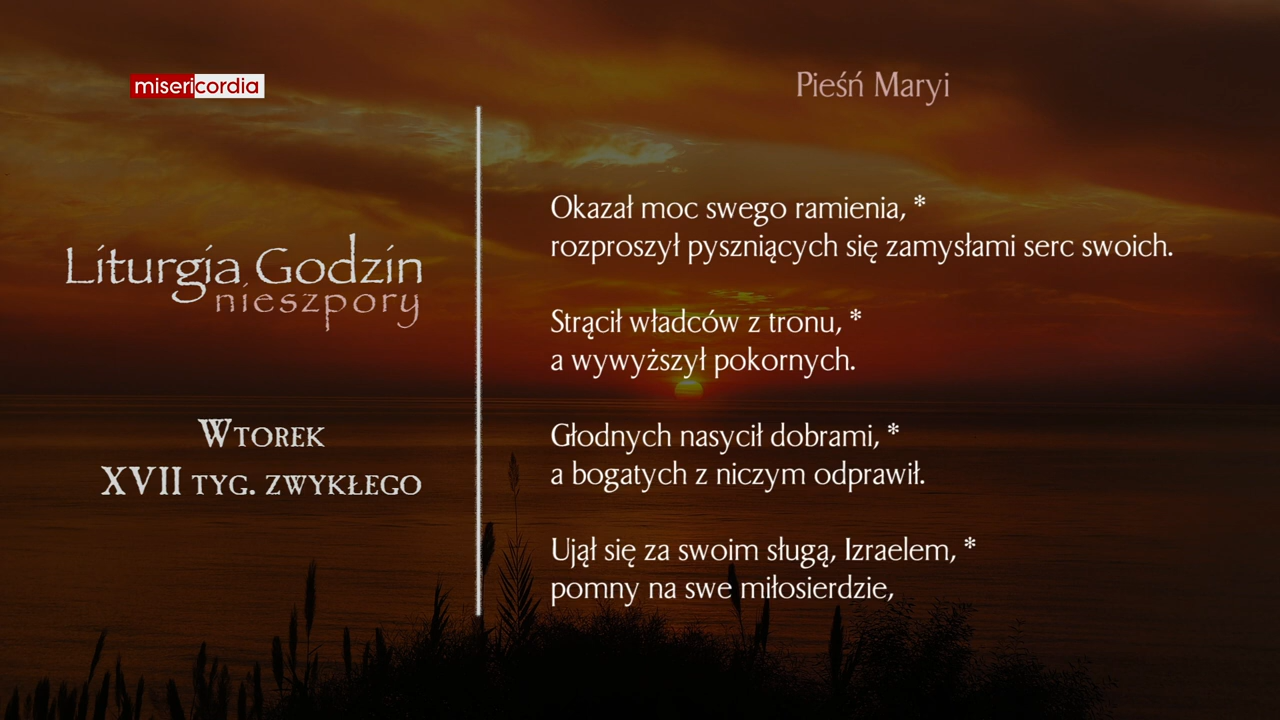 misericordia
Liturgia Godzin
nieszpory
Wtorek
XVII tyg. zwykłego
Pieśń Maryi
Okazał moc swego ramienia, *
rozproszył pyszniących się zamysłami serc swoich.
Strącił władców z tronu, *
a wywyższył pokornych.
Głodnych nasycił dobrami, *
a bogatych z niczym odprawił.
Ujął się za swoim sługą, Izraelem, *
pomny na swe miłosierdzie,